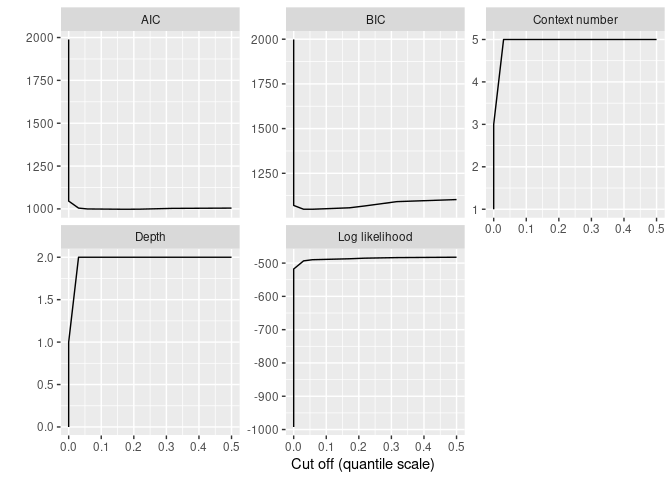 AIC
BIC
Context number
2000
1750
1500
1250
1000
2000
1750
1500
1250
5
4
3
2
1
0.0 0.1 0.2 0.3 0.4 0.5
Depth
Log likelihood
2.0
1.5
1.0
0.5
0.0
-500
-600
-700
-800
-900
-1000
0.0 0.1 0.2 0.3 0.4 0.5
0.0 0.1 0.2 0.3 0.4 0.5
Cut off (quantile scale)